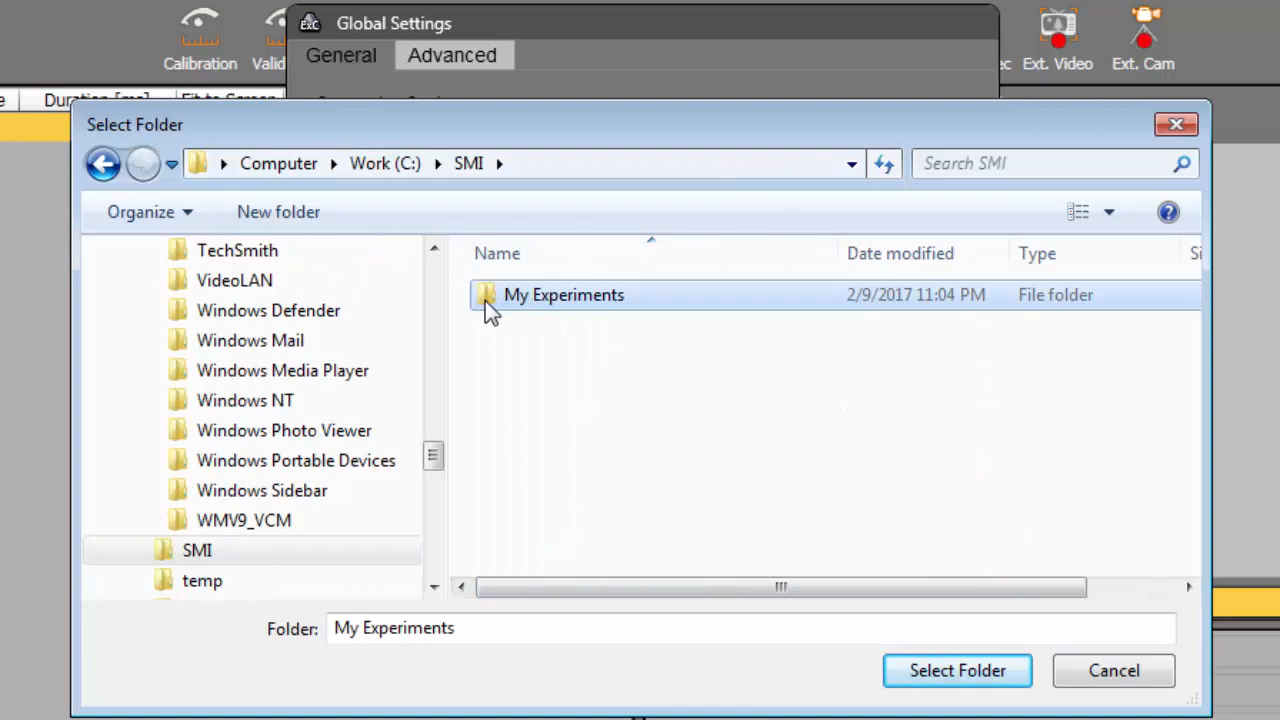 EXC Global Settings
General Advanced
Calibration Ext. Video Ext. Cam
Select Folder
Computer Work (C:) SMI Search SMI
Organize New folder
Name Date modified Type
My Experiments 2/9/2017 11:04 PM File folder
TechSmith
VideoLAN
Windows Defender
Windows Mail
Windows Media Player
Windows NT
Windows Photo Viewer
Windows Portable Devices
Windows Sidebar
WMV9_VCM
SMI
temp
Folder: My Experiments
Select Folder Cancel